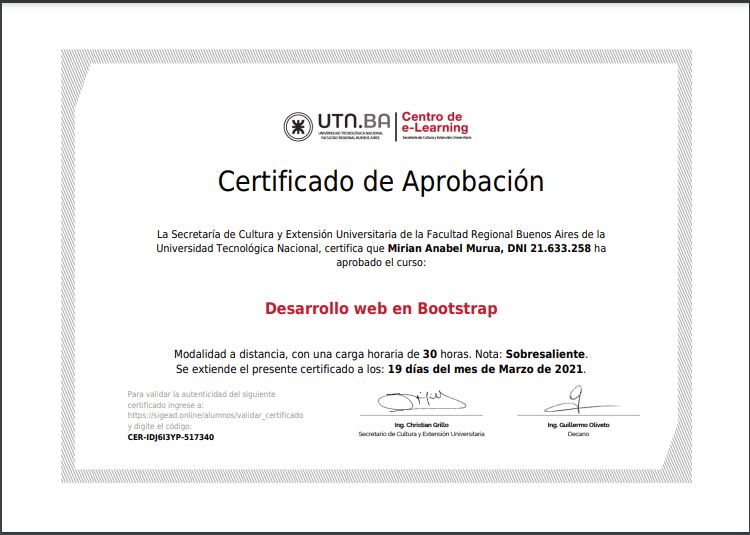 UTN.BA
UNIVERSIDAD TECNOLÓGICA NACIONAL
FACULTAD REGIONAL BUENOS AIRES
Centro de
e-Learning
Secretaría de Cultura y Extensión Universitaria
Certificado de Aprobación
La Secretaría de Cultura y Extensión Universitaria de la Facultad Regional Buenos Aires de la
Universidad Tecnológica Nacional, certifica que Mirian Anabel Murua, DNI 21.633.258 ha
aprobado el curso:
Desarrollo web en Bootstrap
Modalidad a distancia, con una carga horaria de 30 horas. Nota: Sobresaliente.
Se extiende el presente certificado a los: 19 días del mes de Marzo de 2021.
Para validar la autenticidad del siguiente
certificado ingrese a:
https://sigead.online/alumnos/validar_certificado
y digite el código:
CER-IDJ6I3YP-517340
Ing. Christian Grillo
Secretario de Cultura y Extensión Universitaria
Ing. Guillermo Oliveto
Decano